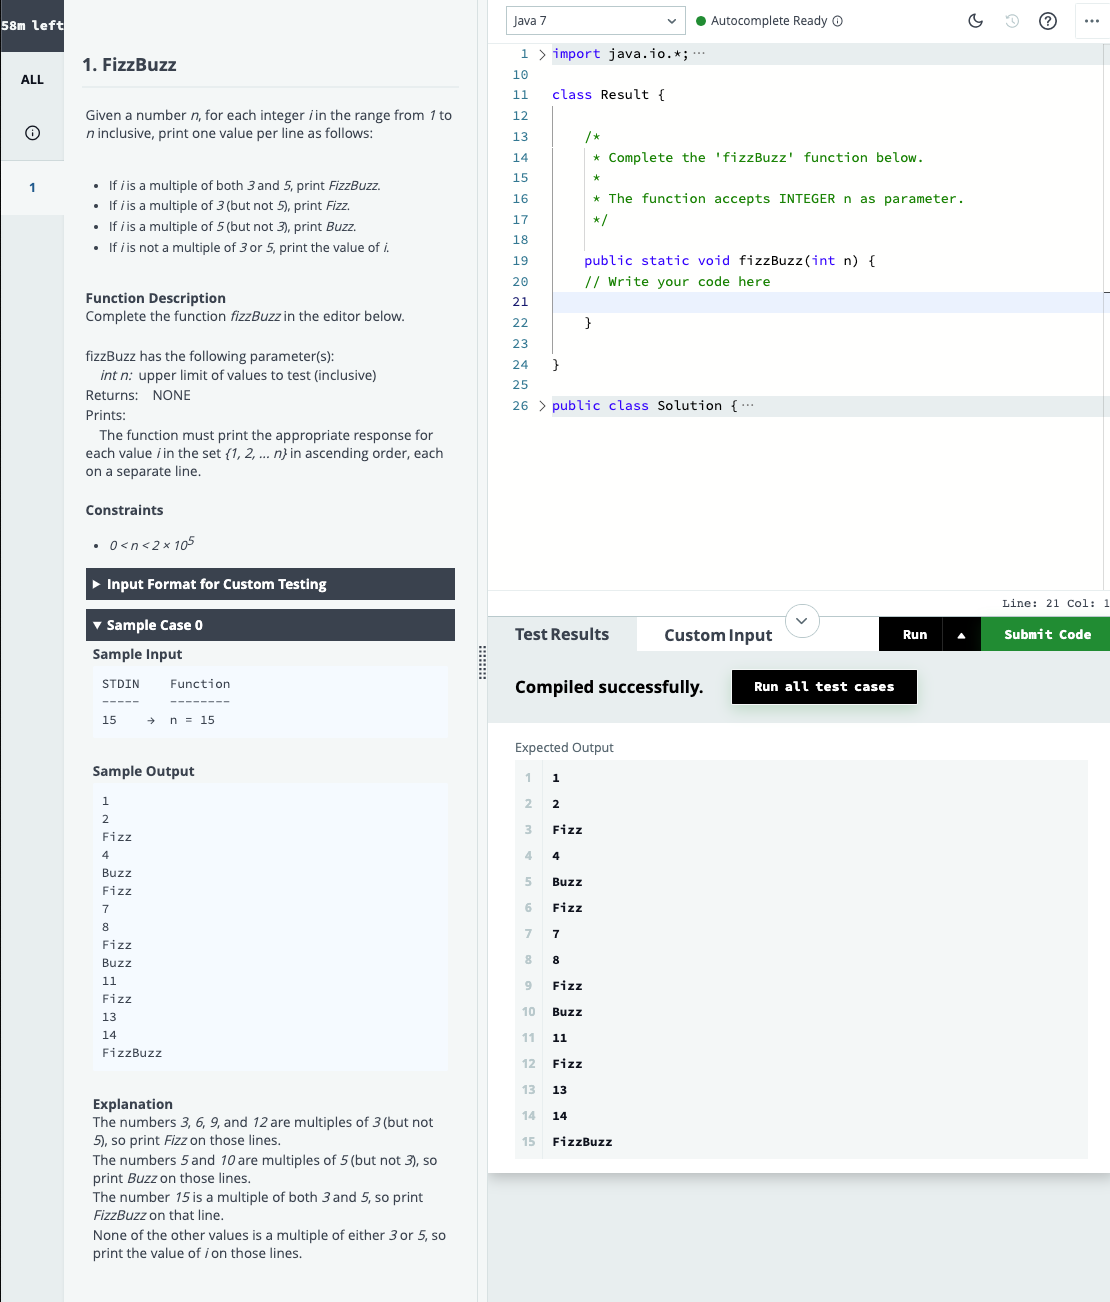 58m left
ALL
1
1. FizzBuzz
Given a number n, for each integer i in the range from 1 to
n inclusive, print one value per line as follows:
• If i is a multiple of both 3 and 5, print FizzBuzz.
• If i is a multiple of 3 (but not 5), print Fizz.
• If i is a multiple of 5 (but not 3), print Buzz.
• If i is not a multiple of 3 or 5, print the value of i.
Function Description
Complete the function fizzBuzz in the editor below.
fizzBuzz has the following parameter(s):
int n: upper limit of values to test (inclusive)
Returns: NONE
Prints:
The function must print the appropriate response for
each value i in the set {1, 2, ... n} in ascending order, each
on a separate line.
Constraints
• 0 < n < 2 × 10^5
▶ Input Format for Custom Testing
▼ Sample Case 0
Sample Input
STDIN Function
----- --------
15 → n = 15
Sample Output
1
2
Fizz
4
Buzz
Fizz
7
8
Fizz
Buzz
11
Fizz
13
14
FizzBuzz
Explanation
The numbers 3, 6, 9, and 12 are multiples of 3 (but not
5), so print Fizz on those lines.
The numbers 5 and 10 are multiples of 5 (but not 3), so
print Buzz on those lines.
The number 15 is a multiple of both 3 and 5, so print
FizzBuzz on that line.
None of the other values is a multiple of either 3 or 5, so
print the value of i on those lines.
Java 7
Autocomplete Ready
1 > import java.io.*; ···
10
11 class Result {
12
13 /*
14 * Complete the 'fizzBuzz' function below.
15 *
16 * The function accepts INTEGER n as parameter.
17 */
18
19 public static void fizzBuzz(int n) {
20 // Write your code here
21
22 }
23
24 }
25
26 > public class Solution { ···
Line: 21 Col: 1
Test Results
Custom Input
Run
Submit Code
Compiled successfully.
Run all test cases
Expected Output
1 1
2 2
3 Fizz
4 4
5 Buzz
6 Fizz
7 7
8 8
9 Fizz
10 Buzz
11 11
12 Fizz
13 13
14 14
15 FizzBuzz